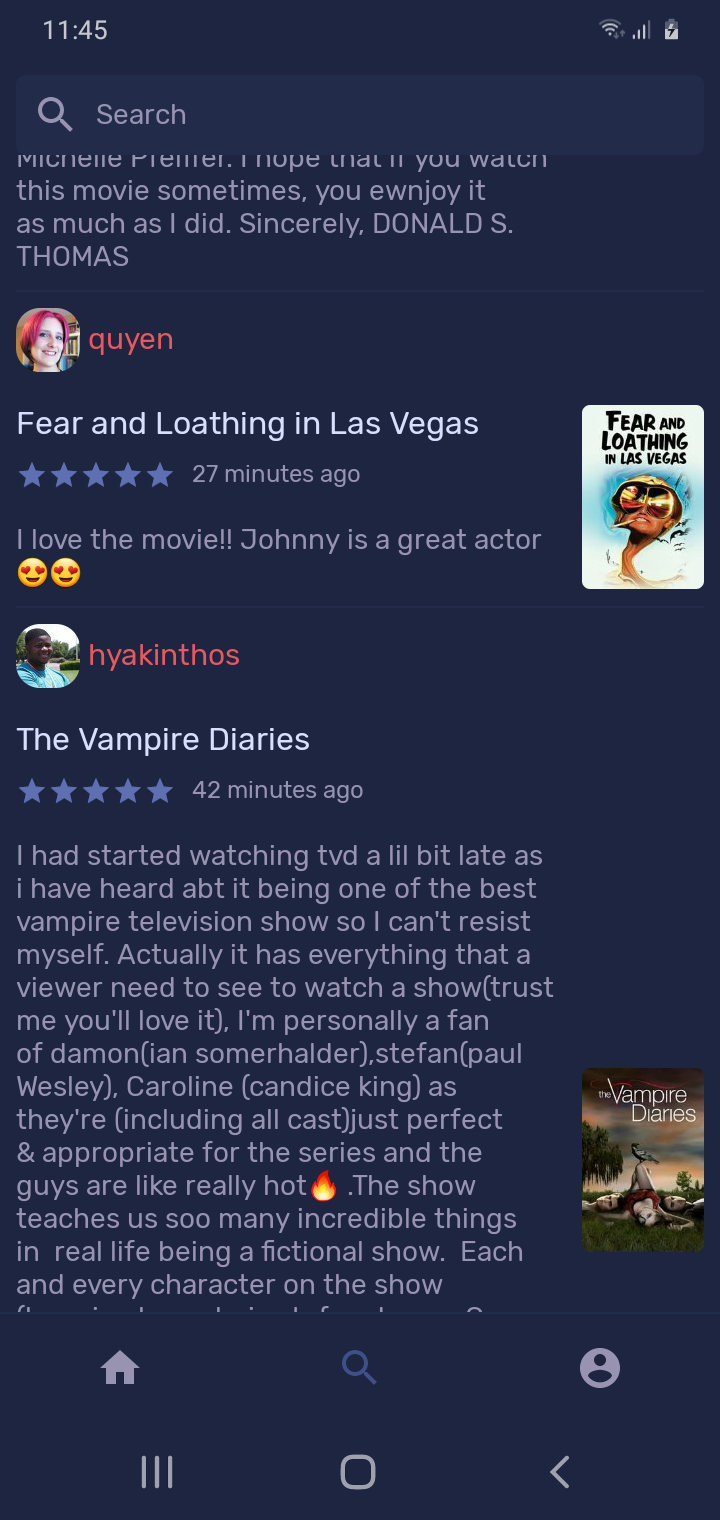 11:45
Search
Michelle Pfeiffer. I hope that if you watch
this movie sometimes, you ewnjoy it
as much as I did. Sincerely, DONALD S.
THOMAS
quyen
Fear and Loathing in Las Vegas
27 minutes ago
I love the movie!! Johnny is a great actor
😍😍
FEAR AND
LOATHING
IN LAS VEGAS
hyakinthos
The Vampire Diaries
42 minutes ago
I had started watching tvd a lil bit late as
i have heard abt it being one of the best
vampire television show so I can't resist
myself. Actually it has everything that a
viewer need to see to watch a show(trust
me you'll love it), I'm personally a fan
of damon(ian somerhalder),stefan(paul
Wesley), Caroline (candice king) as
they're (including all cast)just perfect
& appropriate for the series and the
guys are like really hot🔥 .The show
teaches us soo many incredible things
in  real life being a fictional show.  Each
and every character on the show
the Vampire
Diaries